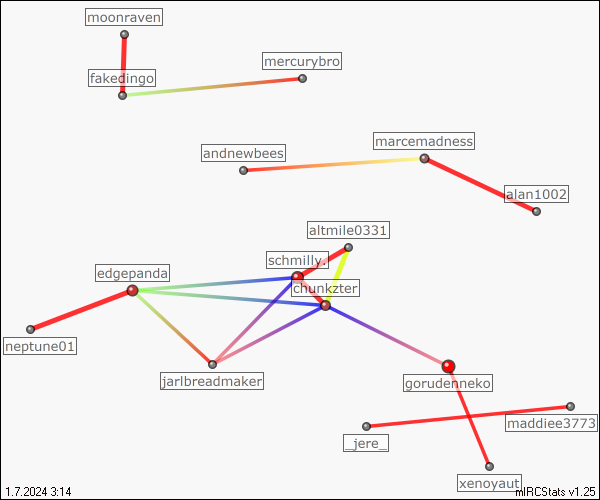 moonraven
mercurybro
fakedingo
marcemadness
andnewbees
alan1002
altmile0331
schmilly.
edgepanda
chunkzter
neptune01
jarlbreadmaker
gorudenneko
maddiee3773
_jere_
xenoyaut
1.7.2024 3:14
mIRCStats v1.25